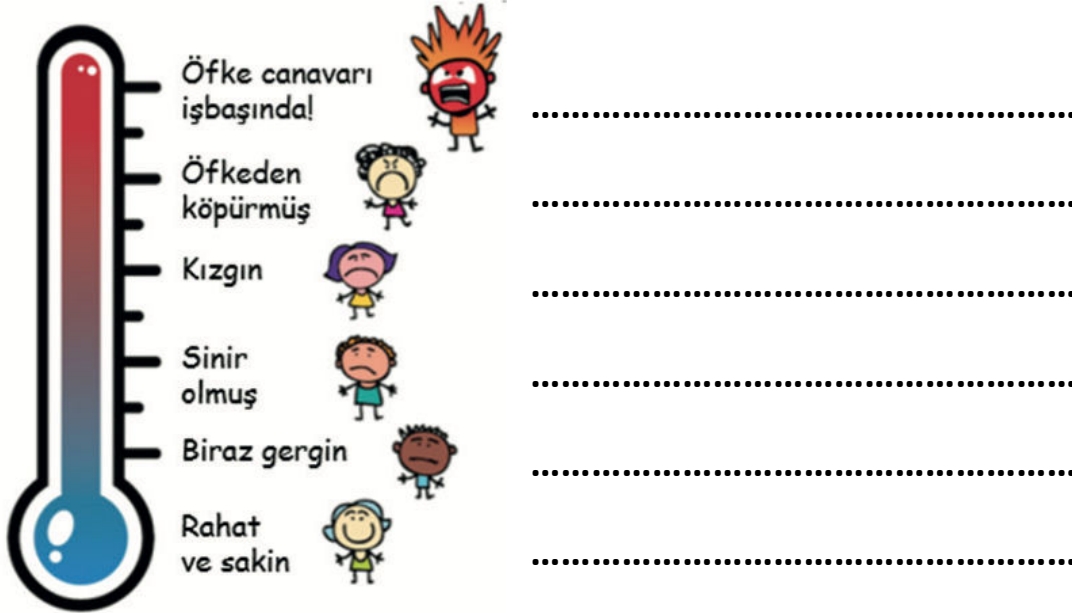 Öfke canavarı
işbaşında!
Öfkeden
köpürmüş
Kızgın
Sinir
olmuş
Biraz gergin
Rahat
ve sakin